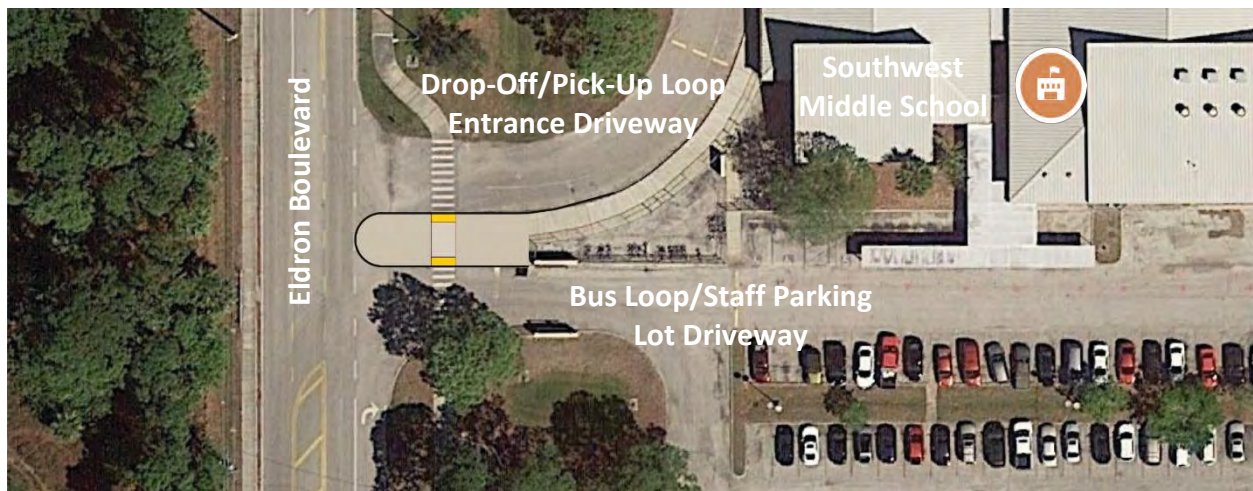 Eldron Boulevard
Drop-Off/Pick-Up Loop
Entrance Driveway
Southwest
Middle School
Bus Loop/Staff Parking
Lot Driveway